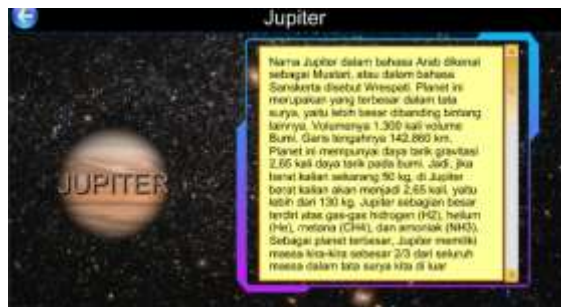 Jupiter
JUPITER
Nama Jupiter dalam bahasa Arab dikenal
sebagai Mustari, atau dalam bahasa
Sanskerta disebut Wrespati. Planet ini
merupakan yang terbesar dalam tata
surya, yaitu lebih besar dibanding bintang
lainnya. Volumenya 1.300 kali volume
Bumi. Garis tengahnya 142.860 km.
Planet ini mempunyai daya tarik gravitasi
2,65 kali daya tarik pada bumi. Jadi, jika
berat kalian sekarang 50 kg, di Jupiter
berat kalian akan menjadi 2,65 kali, yaitu
lebih dari 130 kg. Jupiter sebagian besar
terdiri atas gas-gas hidrogen (H2), helium
(He), metana (CH4), dan amoniak (NH3).
Sebagai planet terbesar, Jupiter memiliki
massa kira-kira sebesar 2/3 dari seluruh
massa dalam tata surya kita di luar